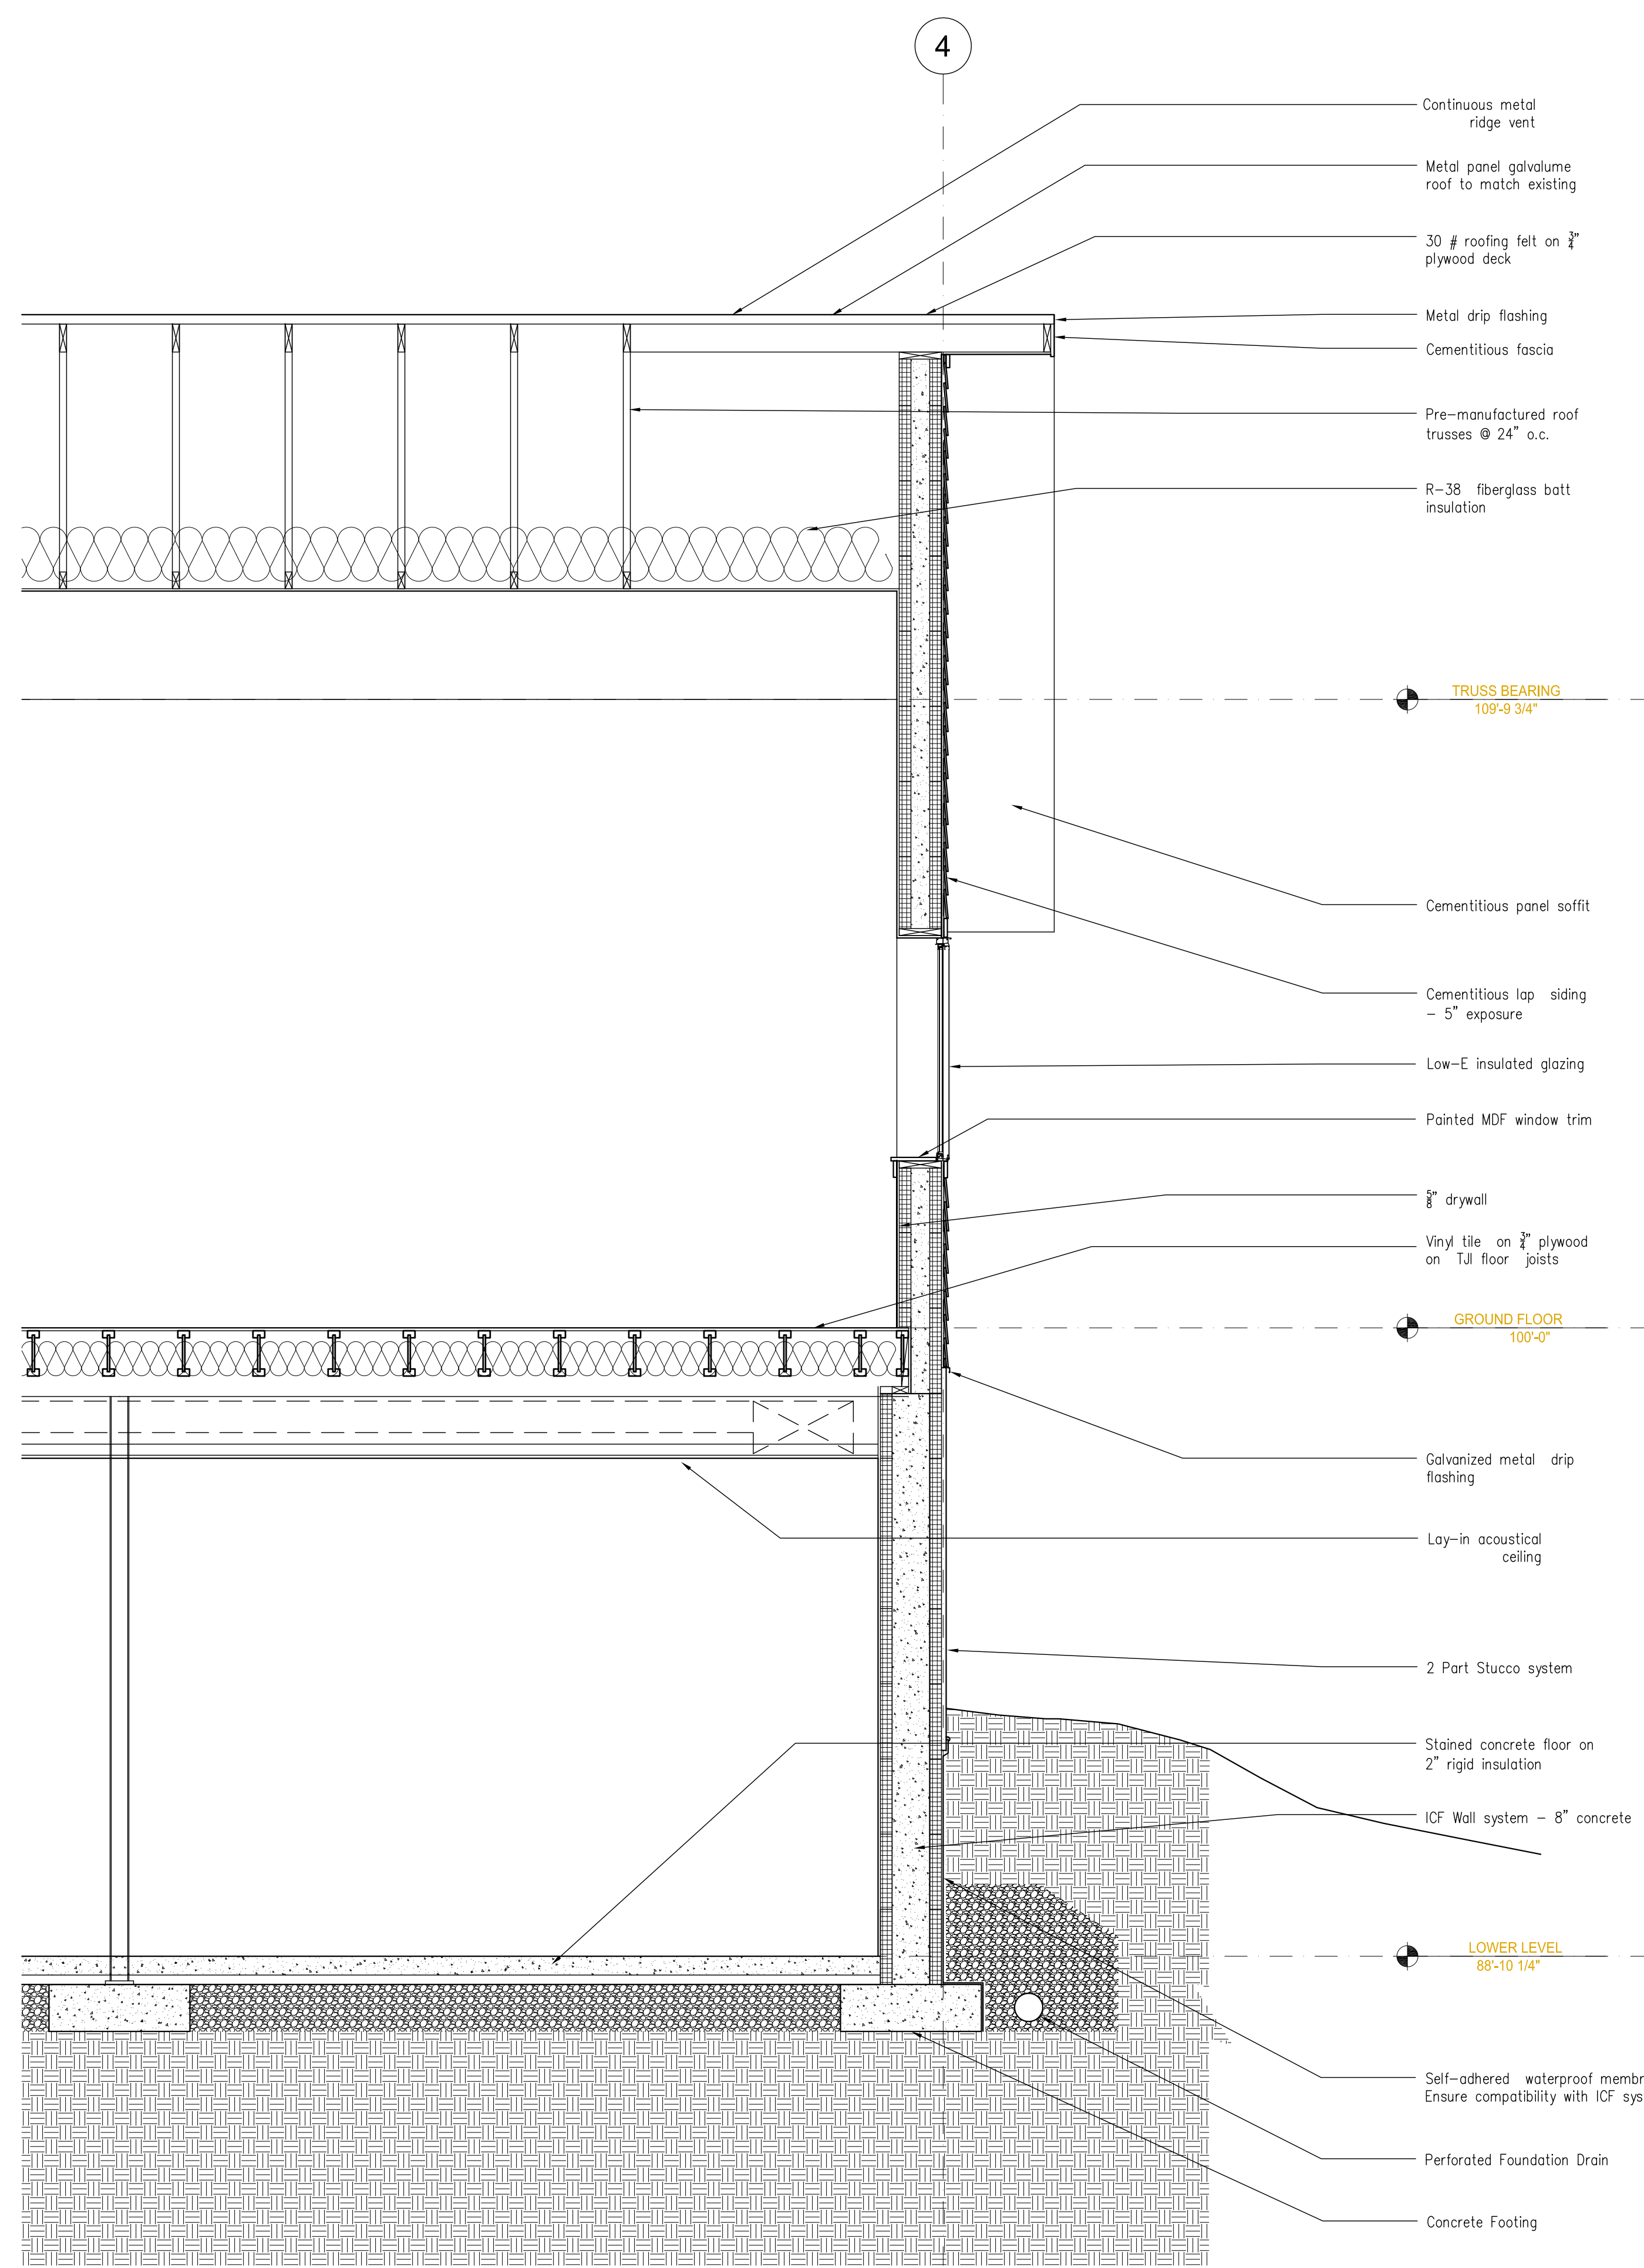 4
Continuous metal
ridge vent
Metal panel galvalume
roof to match existing
30 # roofing felt on 3/4"
plywood deck
Metal drip flashing
Cementitious fascia
Pre-manufactured roof
trusses @ 24" o.c.
R-38 fiberglass batt
insulation
TRUSS BEARING
109'-9 3/4"
Cementitious panel soffit
Cementitious lap siding
- 5" exposure
Low-E insulated glazing
Painted MDF window trim
5/8" drywall
Vinyl tile on 3/4" plywood
on TJI floor joists
GROUND FLOOR
100'-0"
Galvanized metal drip
flashing
Lay-in acoustical
ceiling
2 Part Stucco system
Stained concrete floor on
2" rigid insulation
ICF Wall system - 8" concrete
LOWER LEVEL
88'-10 1/4"
Self-adhered waterproof membr
Ensure compatibility with ICF sys
Perforated Foundation Drain
Concrete Footing